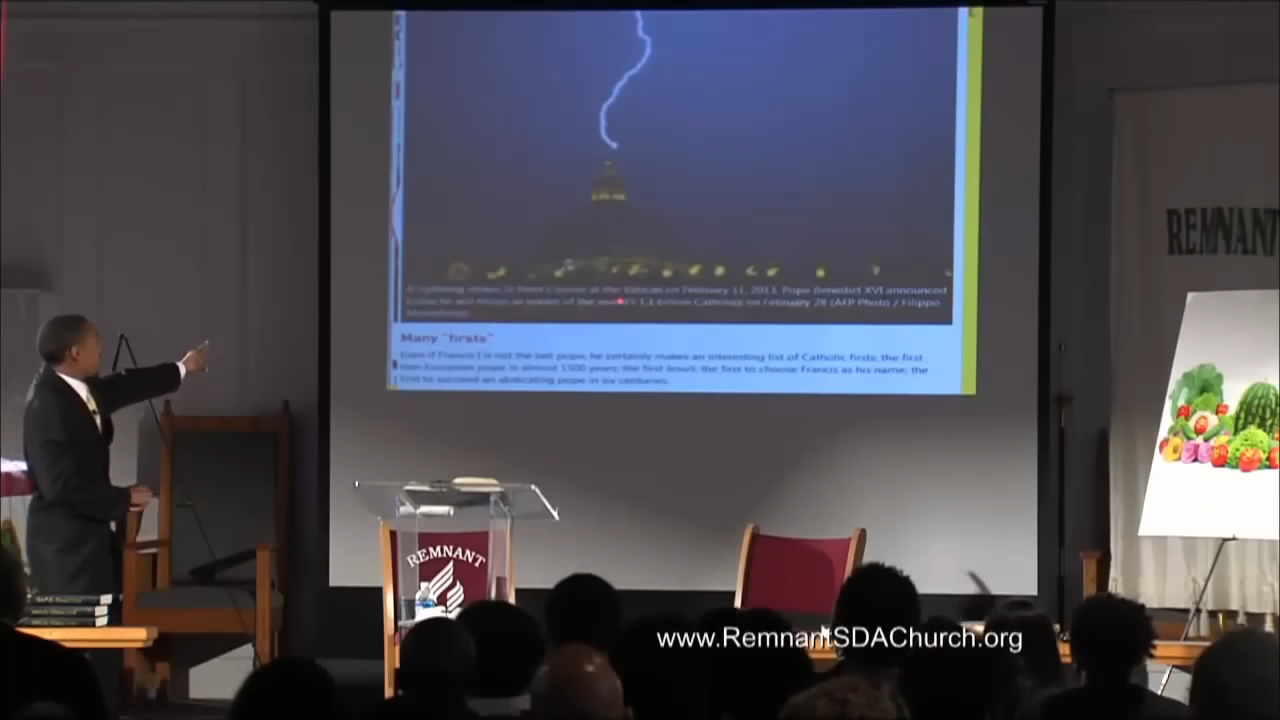 A lightning strikes St Peter's dome at the Vatican on February 11, 2013. Pope Benedict XVI announced
today he will resign as leader of the world's 1.1 billion Catholics on February 28 (AFP Photo / Filippo
Many "firsts"
Even if Francis I is not the last pope, he certainly makes an interesting list of Catholic firsts: the first
non-European pope in almost 1500 years; the first Jesuit; the first to choose Francis as his name; the
first to succeed an abdicating pope in six centuries.
REMNANT
REMNANT
www.RemnantSDAChurch.org